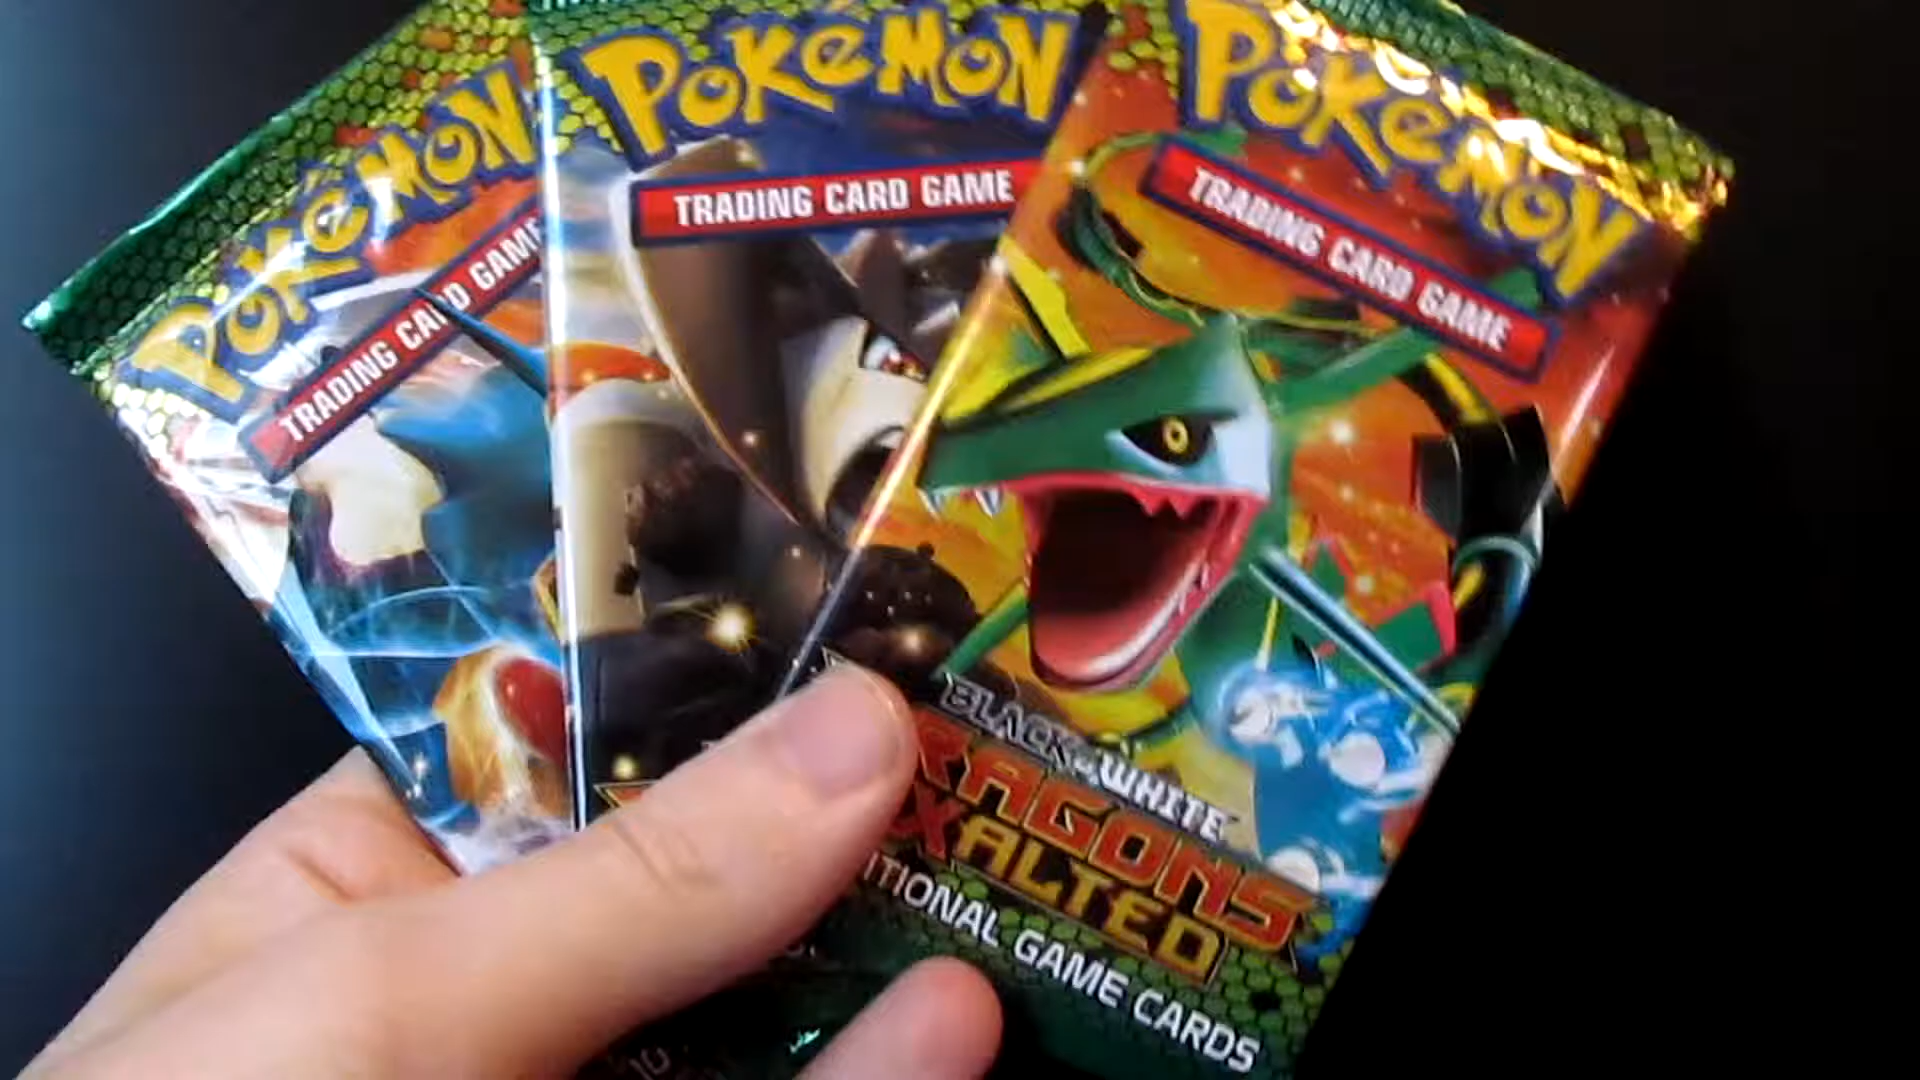 POKéMON
TRADING CARD GAME
POKéMON
TRADING CARD GAME
POKéMON
TRADING CARD GAME
BLACK & WHITE
RAGONS
XALTED
ITIONAL GAME CARDS
10